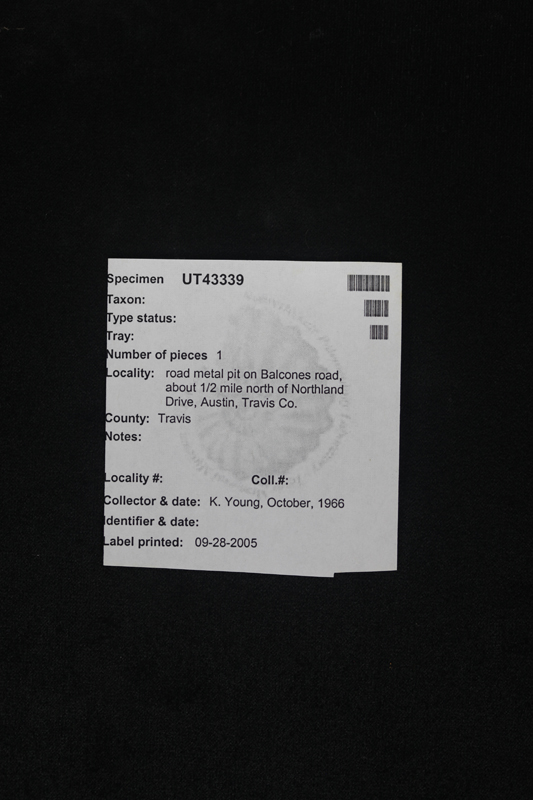 Specimen UT43339
Taxon:
Type status:
Tray:
Number of pieces 1
Locality: road metal pit on Balcones road,
about 1/2 mile north of Northland
Drive, Austin, Travis Co.
County: Travis
Notes:
Locality #: Coll.#:
Collector & date: K. Young, October, 1966
Identifier & date:
Label printed: 09-28-2005